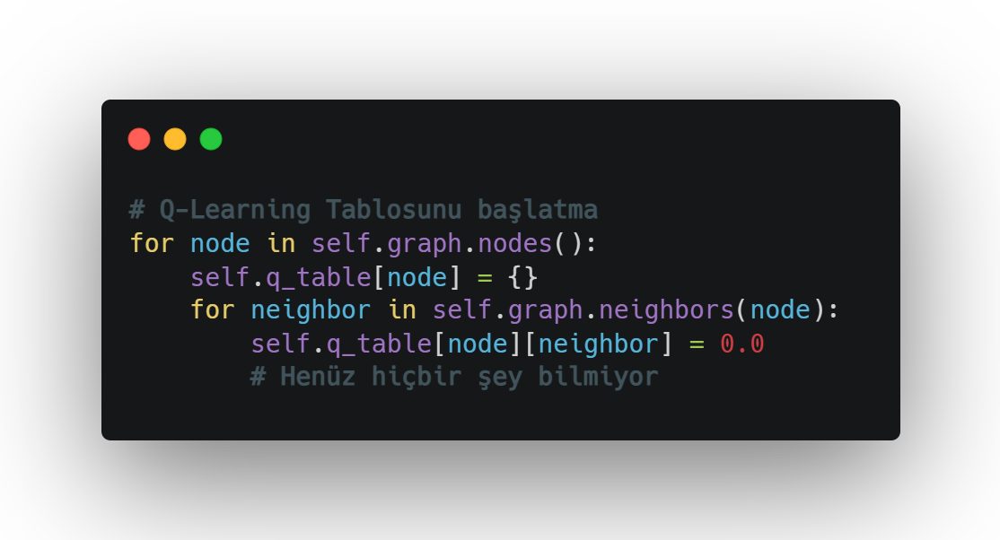 # Q-Learning Tablosunu başlatma
for node in self.graph.nodes():
    self.q_table[node] = {}
    for neighbor in self.graph.neighbors(node):
        self.q_table[node][neighbor] = 0.0
        # Henüz hiçbir şey bilmiyor